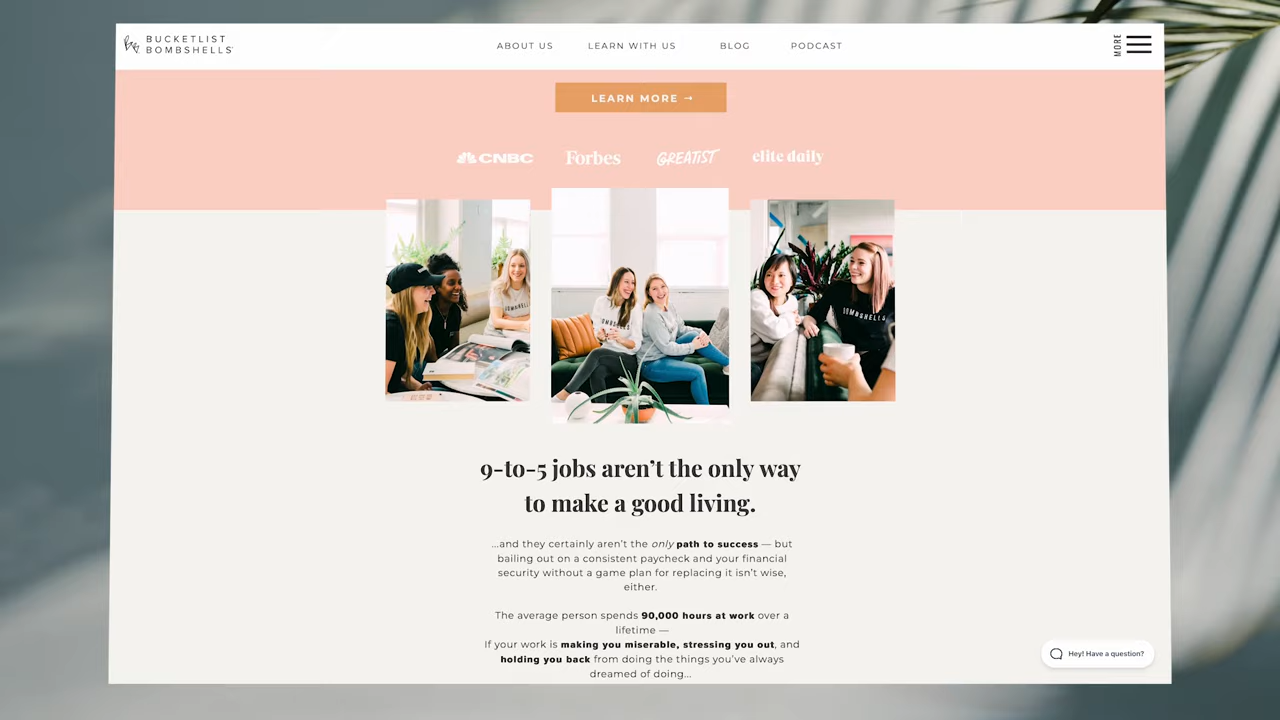 BUCKETLIST
BOMBSHELLS
ABOUT US
LEARN WITH US
BLOG
PODCAST
MORE
LEARN MORE →
CNBC
Forbes
GREATIST
elite daily
BOMBSHELLS
BOMBSHELLS
9-to-5 jobs aren't the only way
to make a good living.
...and they certainly aren't the only path to success — but
bailing out on a consistent paycheck and your financial
security without a game plan for replacing it isn't wise,
either.
The average person spends 90,000 hours at work over a
lifetime —
If your work is making you miserable, stressing you out, and
holding you back from doing the things you've always
dreamed of doing...
Hey! Have a question?